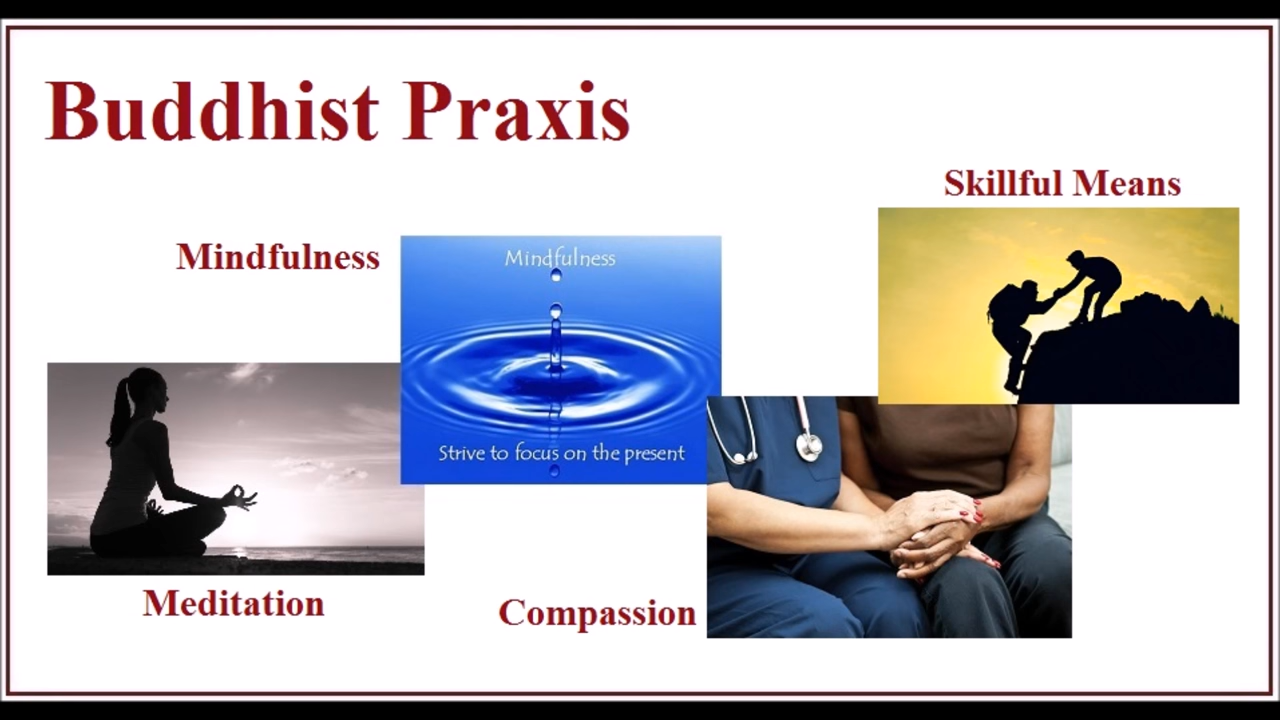 Buddhist Praxis
Skillful Means
Mindfulness
Mindfulness
Strive to focus on the present
Meditation
Compassion